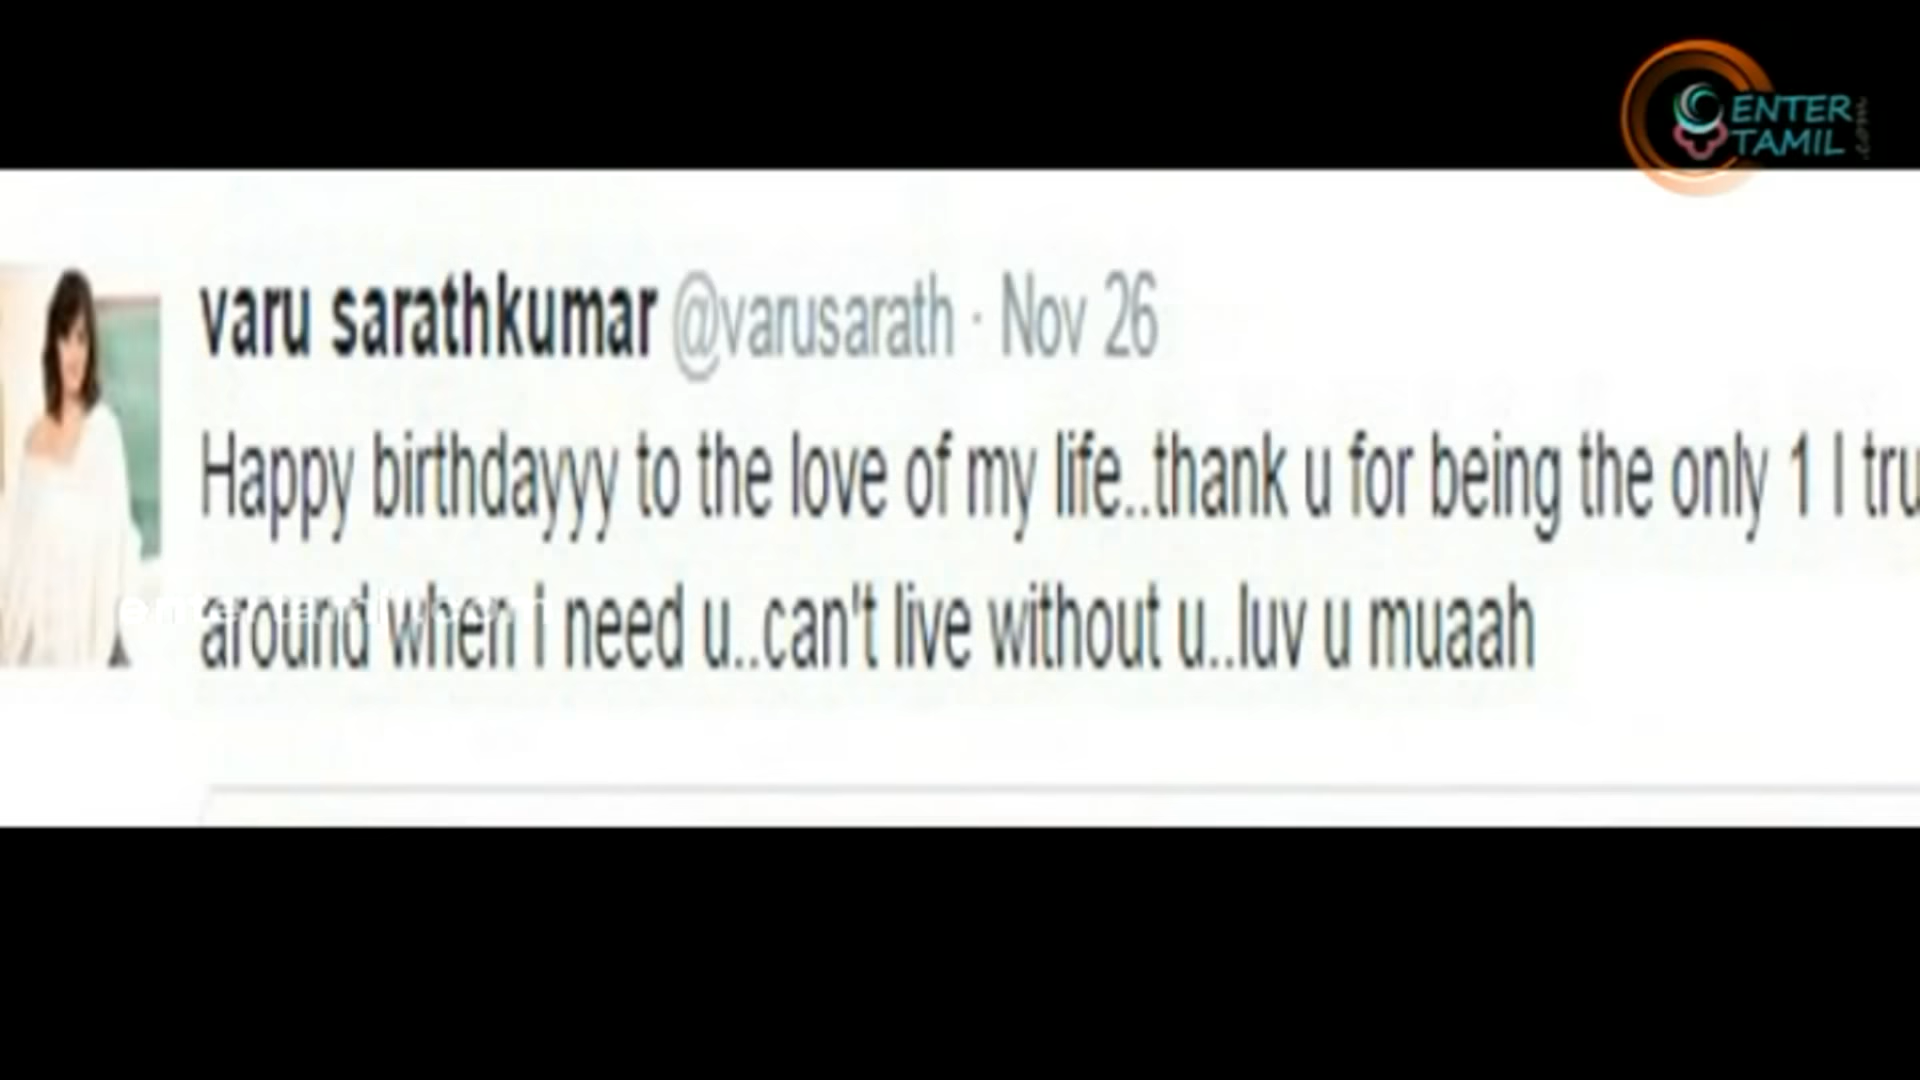 ENTER
TAMIL
.com
varu sarathkumar @varusarath · Nov 26
Happy birthdayyy to the love of my life..thank u for being the only 1 I
around when I need u..can't live without u..luv u muaah